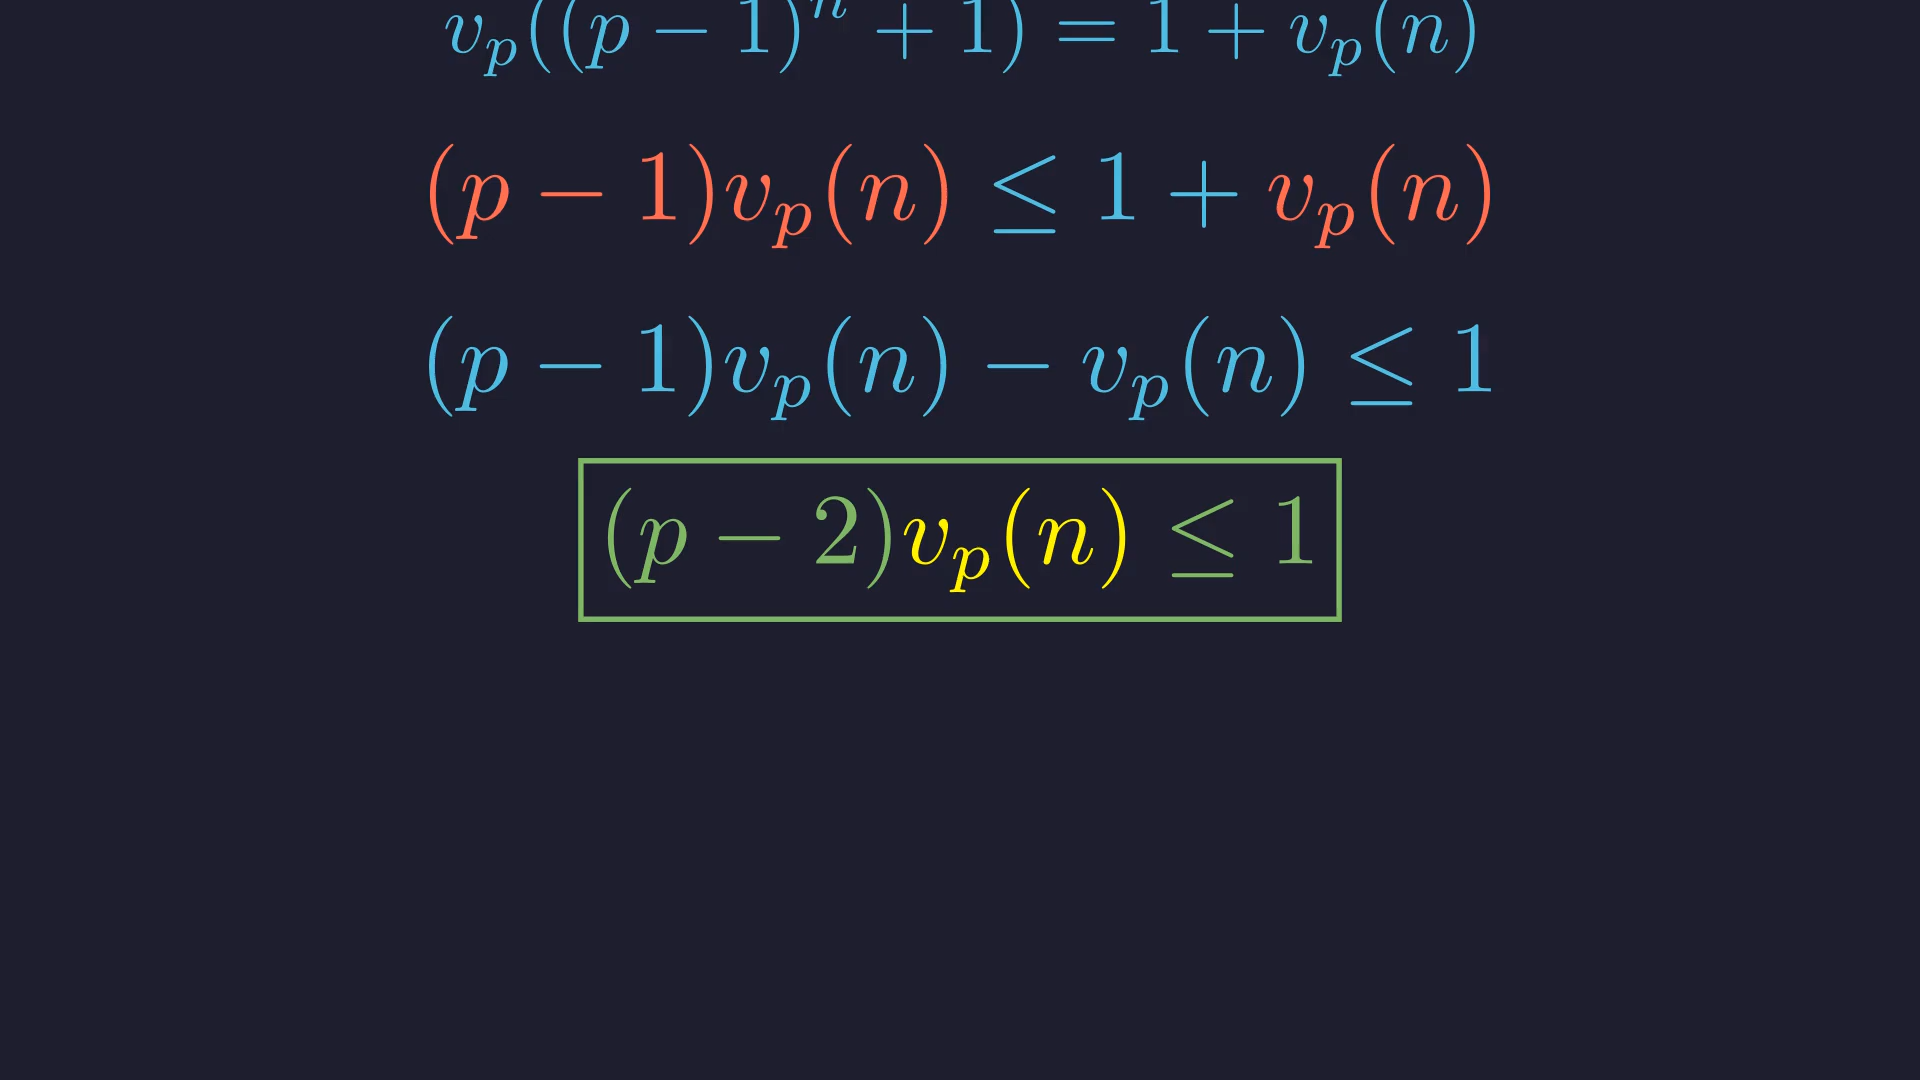 v_p((p − 1)^n + 1) = 1 + v_p(n)
(p − 1)v_p(n) ≤ 1 + v_p(n)
(p − 1)v_p(n) − v_p(n) ≤ 1
(p − 2)v_p(n) ≤ 1